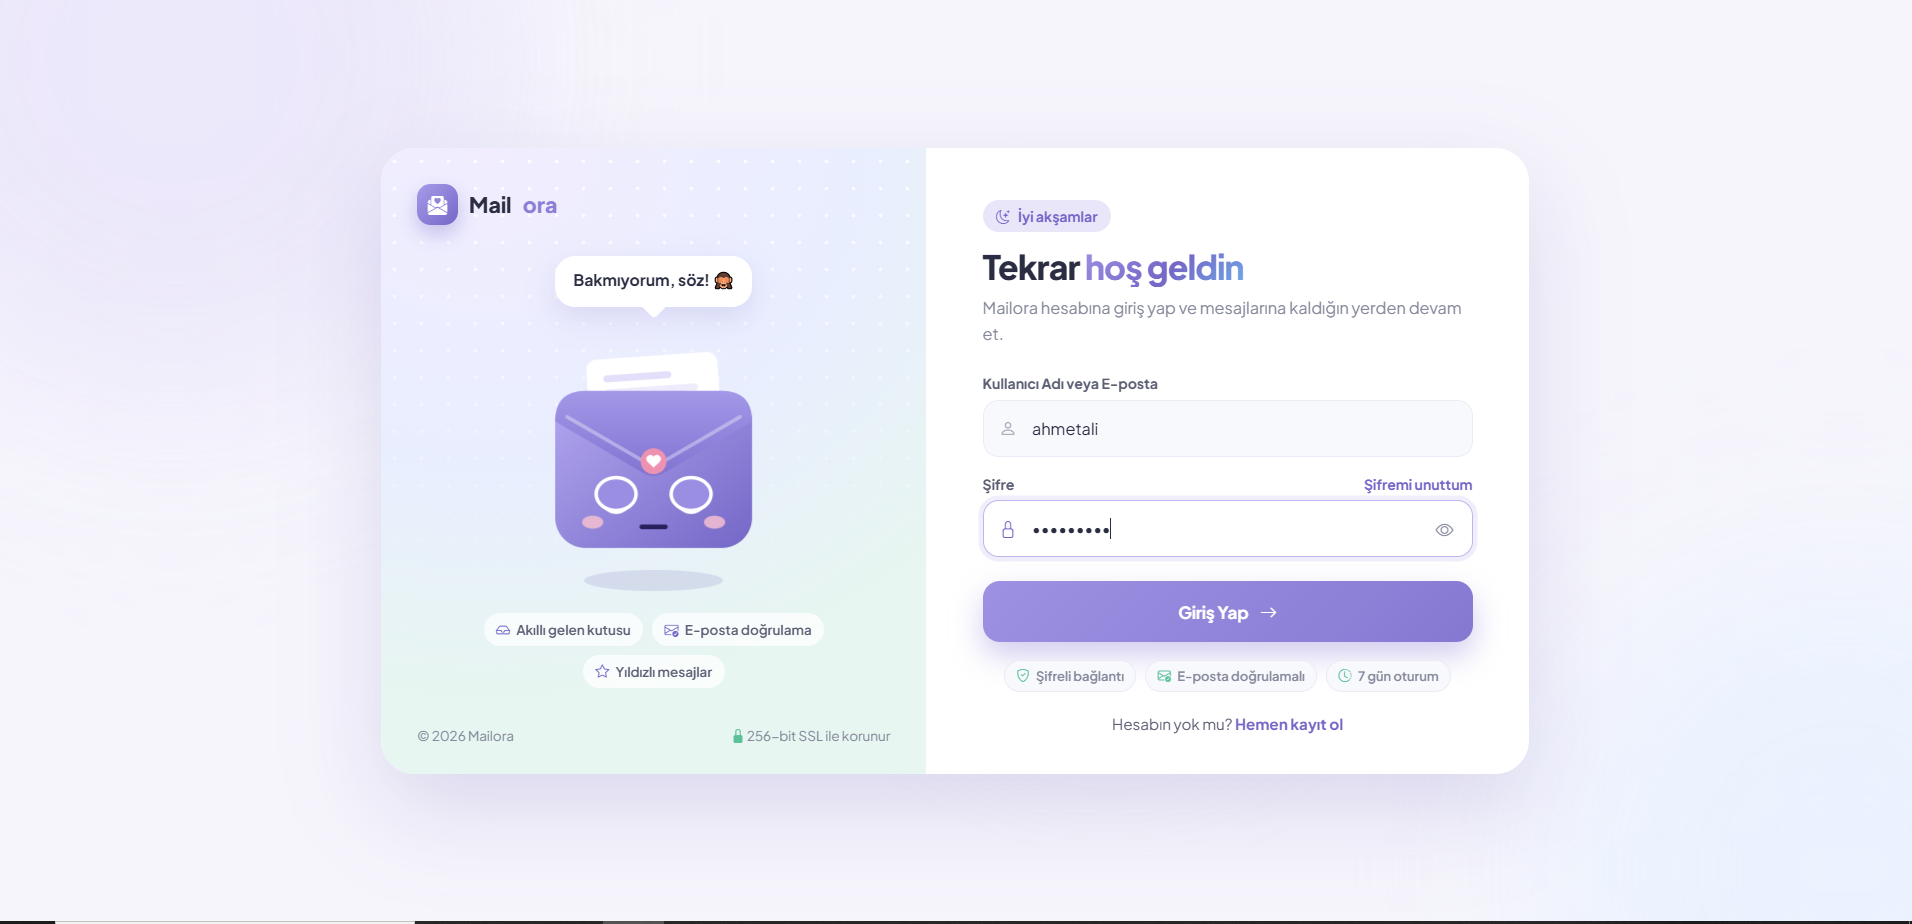 Mail ora
Bakmıyorum, söz! 🙈
Akıllı gelen kutusu
E-posta doğrulama
Yıldızlı mesajlar
© 2026 Mailora
256-bit SSL ile korunur
İyi akşamlar
Tekrar hoş geldin
Mailora hesabına giriş yap ve mesajlarına kaldığın yerden devam
et.
Kullanıcı Adı veya E-posta
ahmetali
Şifre
Şifremi unuttum
•••••••••
Giriş Yap →
Şifreli bağlantı
E-posta doğrulamalı
7 gün oturum
Hesabın yok mu? Hemen kayıt ol